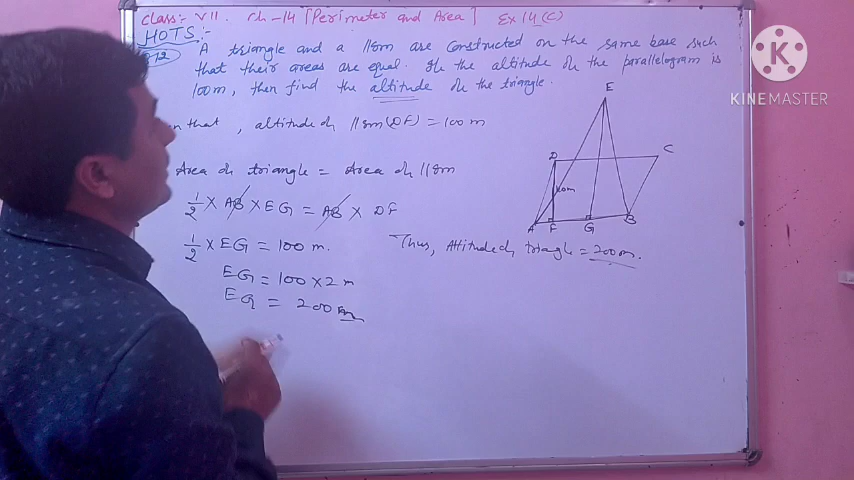 Class:- VII. Ch-14 [Perimeter and Area] Ex 14(C)
HOTS:-
A triangle and a ||gm are constructed on the same base such
that their areas are equal. If the altitude of the parallelogram is
100m, then find the altitude of the triangle.
that, altitude of ||gm (DF) = 100 m
Area of triangle = Area of ||gm
1/2 × AB × EG = AB × DF
1/2 × EG = 100 m.
EG = 100 × 2 m
EG = 200 m
Thus, Altitude of triangle = 200m.
E
D
C
A
F
G
B
K
KINEMASTER